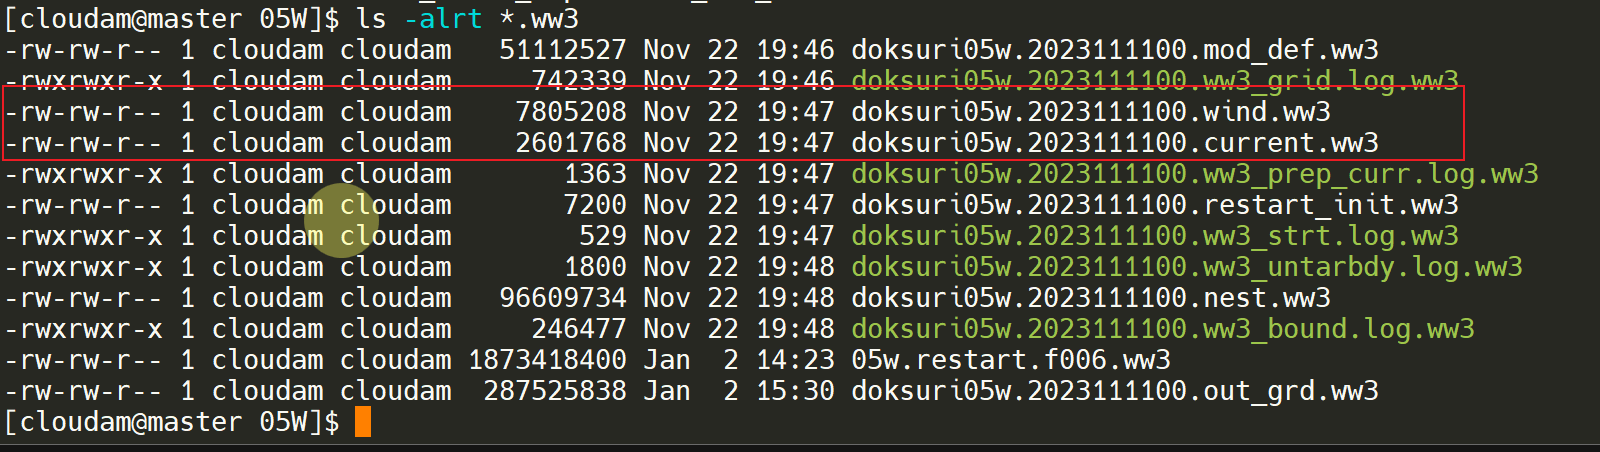 [cloudam@master 05W]$ ls -alrt *.ww3
-rw-rw-r-- 1 cloudam cloudam   51112527 Nov 22 19:46 doksuri05w.2023111100.mod_def.ww3
-rwxrwxr-x 1 cloudam cloudam     742339 Nov 22 19:46 doksuri05w.2023111100.ww3_grid.log.ww3
-rw-rw-r-- 1 cloudam cloudam    7805208 Nov 22 19:47 doksuri05w.2023111100.wind.ww3
-rw-rw-r-- 1 cloudam cloudam    2601768 Nov 22 19:47 doksuri05w.2023111100.current.ww3
-rwxrwxr-x 1 cloudam cloudam       1363 Nov 22 19:47 doksuri05w.2023111100.ww3_prep_curr.log.ww3
-rw-rw-r-- 1 cloudam cloudam       7200 Nov 22 19:47 doksuri05w.2023111100.restart_init.ww3
-rwxrwxr-x 1 cloudam cloudam        529 Nov 22 19:47 doksuri05w.2023111100.ww3_strt.log.ww3
-rwxrwxr-x 1 cloudam cloudam       1800 Nov 22 19:48 doksuri05w.2023111100.ww3_untarbdy.log.ww3
-rw-rw-r-- 1 cloudam cloudam   96609734 Nov 22 19:48 doksuri05w.2023111100.nest.ww3
-rwxrwxr-x 1 cloudam cloudam     246477 Nov 22 19:48 doksuri05w.2023111100.ww3_bound.log.ww3
-rw-rw-r-- 1 cloudam cloudam 1873418400 Jan  2 14:23 05w.restart.f006.ww3
-rw-rw-r-- 1 cloudam cloudam  287525838 Jan  2 15:30 doksuri05w.2023111100.out_grd.ww3
[cloudam@master 05W]$